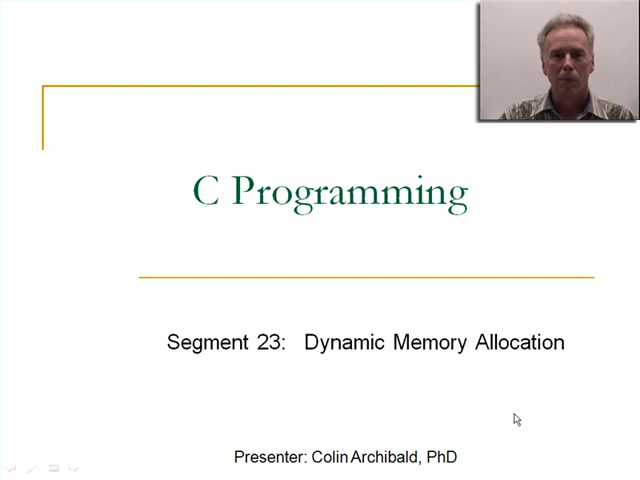 C Programming
Segment 23: Dynamic Memory Allocation
Presenter: Colin Archibald, PhD